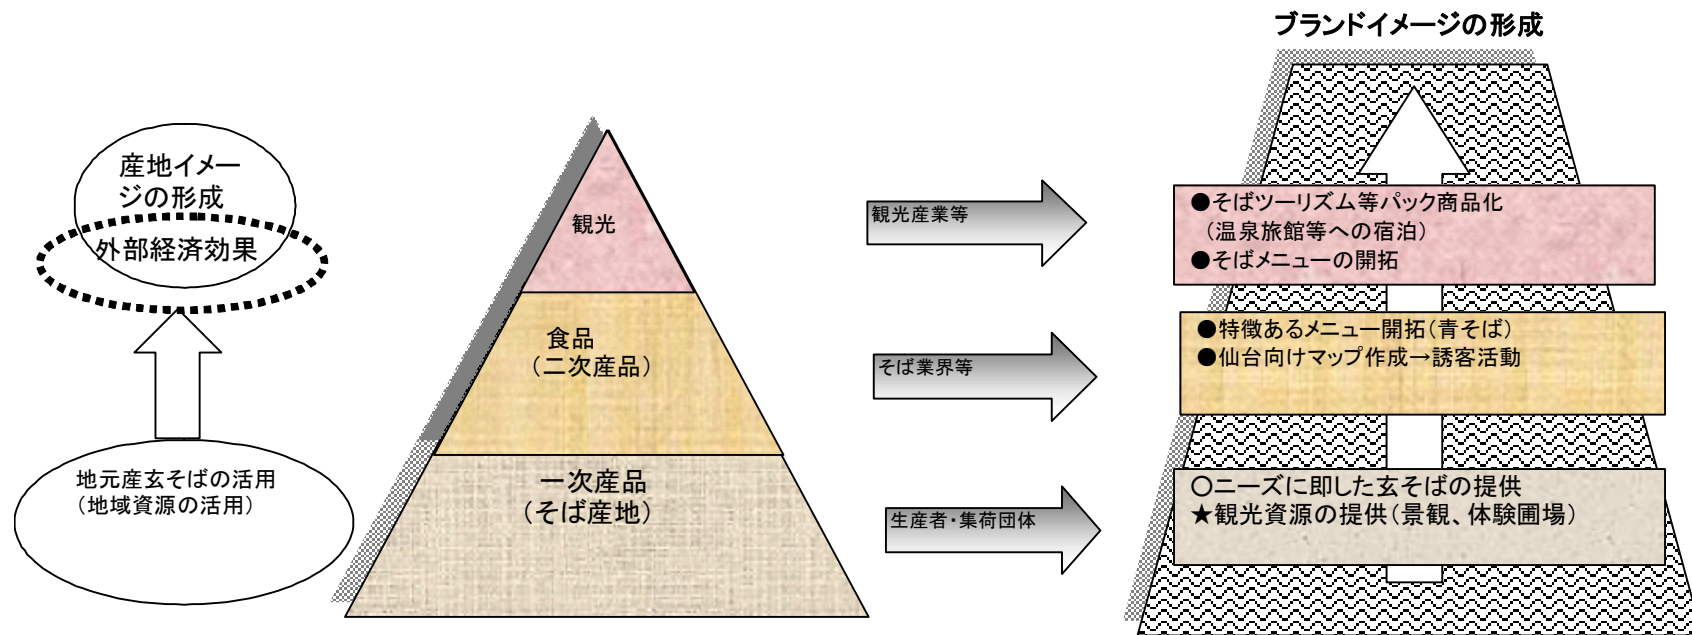 ブランドイメージの形成
産地イメー
ジの形成
外部経済効果
地元産玄そばの活用
(地域資源の活用)
観光
食品
(二次産品)
一次産品
(そば産地)
観光産業等
そば業界等
生産者・集荷団体
●そばツーリズム等パック商品化
(温泉旅館等への宿泊)
●そばメニューの開拓
●特徴あるメニュー開拓(青そば)
●仙台向けマップ作成→誘客活動
○ニーズに即した玄そばの提供
★観光資源の提供(景観、体験圃場)